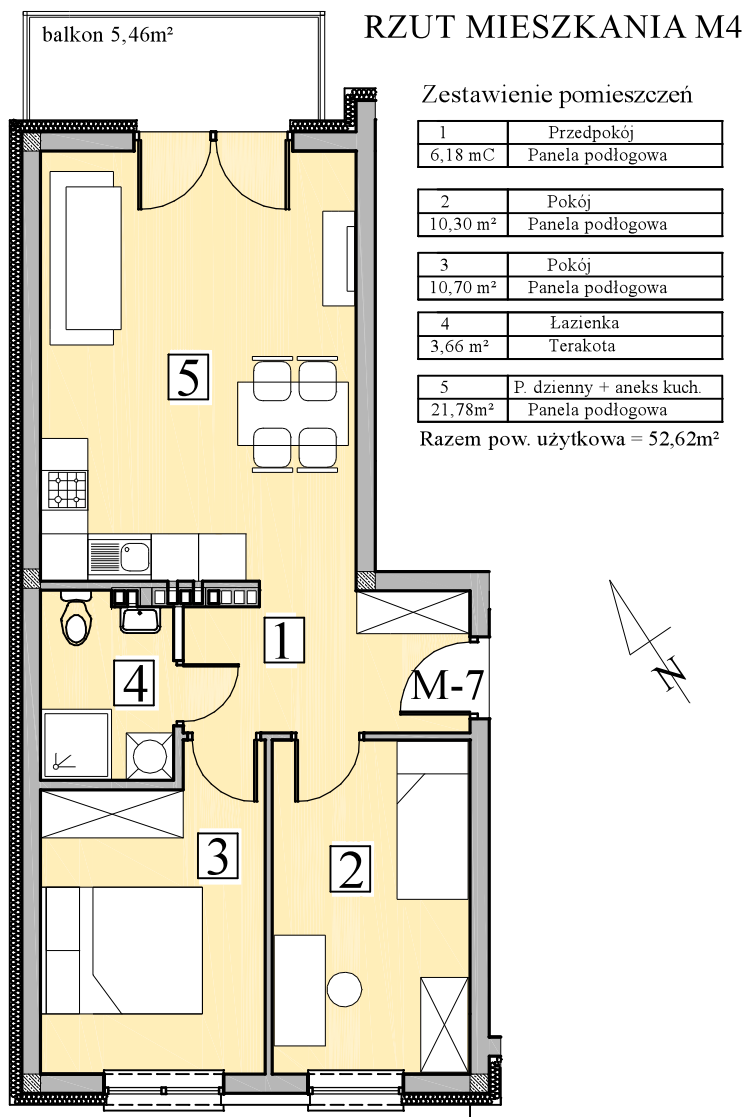 balkon 5,46m²
RZUT MIESZKANIA M4
Zestawienie pomieszczeń
1 Przedpokój
6,18 mC Panela podłogowa
2 Pokój
10,30 m² Panela podłogowa
3 Pokój
10,70 m² Panela podłogowa
4 Łazienka
3,66 m² Terakota
5 P. dzienny + aneks kuch.
21,78m² Panela podłogowa
Razem pow. użytkowa = 52,62m²
5
1
4
M-7
N
3
2